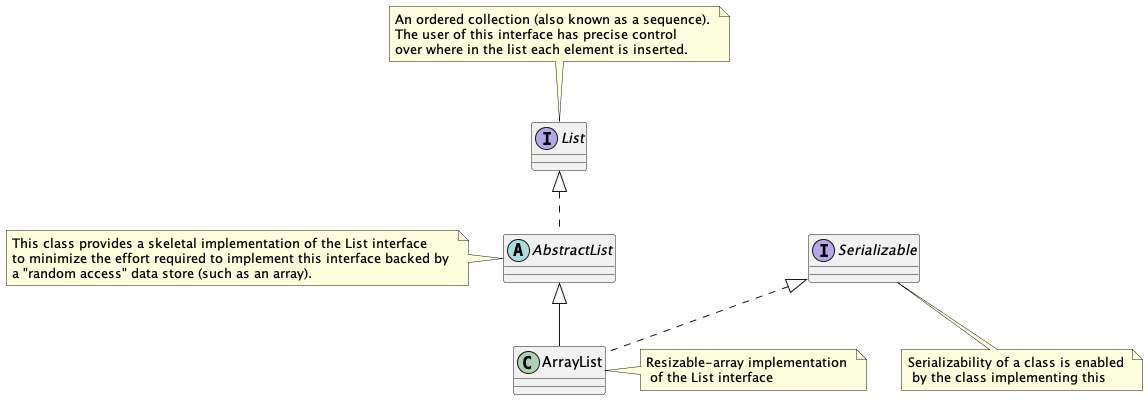 An ordered collection (also known as a sequence).
The user of this interface has precise control
over where in the list each element is inserted.
I List
This class provides a skeletal implementation of the List interface
to minimize the effort required to implement this interface backed by
a "random access" data store (such as an array).
A AbstractList
I Serializable
C ArrayList
Resizable-array implementation
of the List interface
Serializability of a class is enabled
by the class implementing this